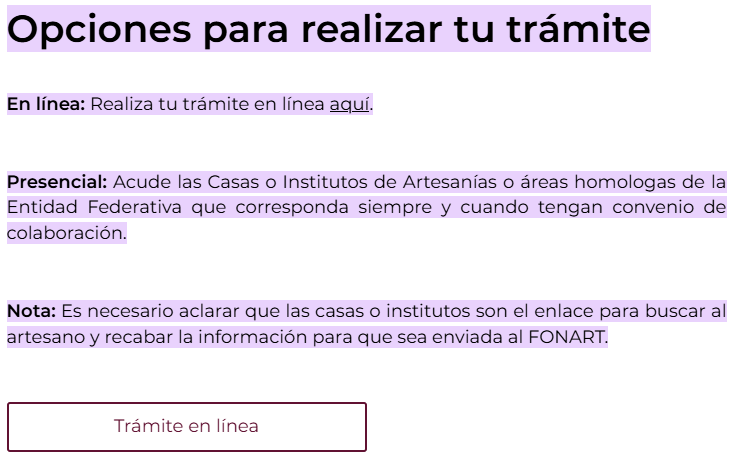 Opciones para realizar tu trámite
En línea: Realiza tu trámite en línea aquí.
Presencial: Acude las Casas o Institutos de Artesanías o áreas homologas de la
Entidad Federativa que corresponda siempre y cuando tengan convenio de
colaboración.
Nota: Es necesario aclarar que las casas o institutos son el enlace para buscar al
artesano y recabar la información para que sea enviada al FONART.
Trámite en línea